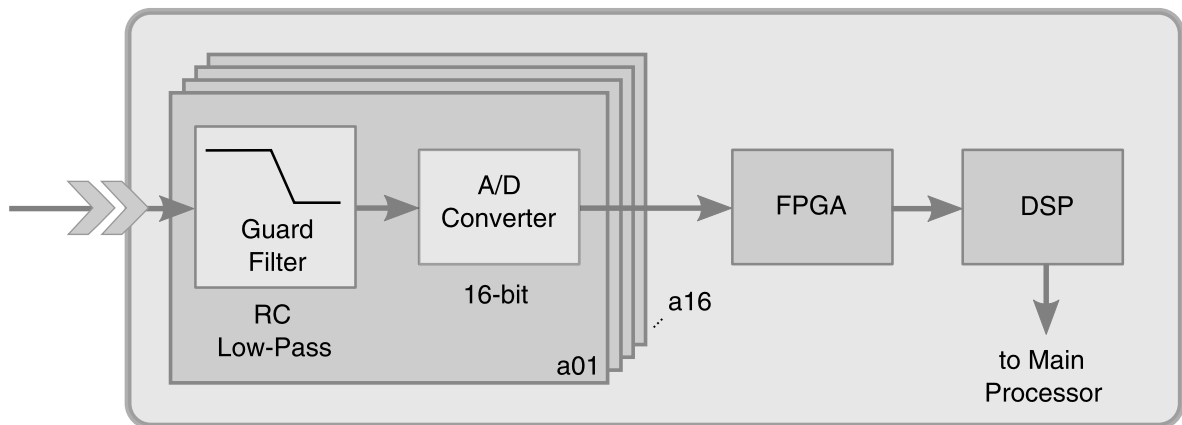 Guard
Filter
RC
Low-Pass
A/D
Converter
16-bit
a01
a16
FPGA
DSP
to Main
Processor